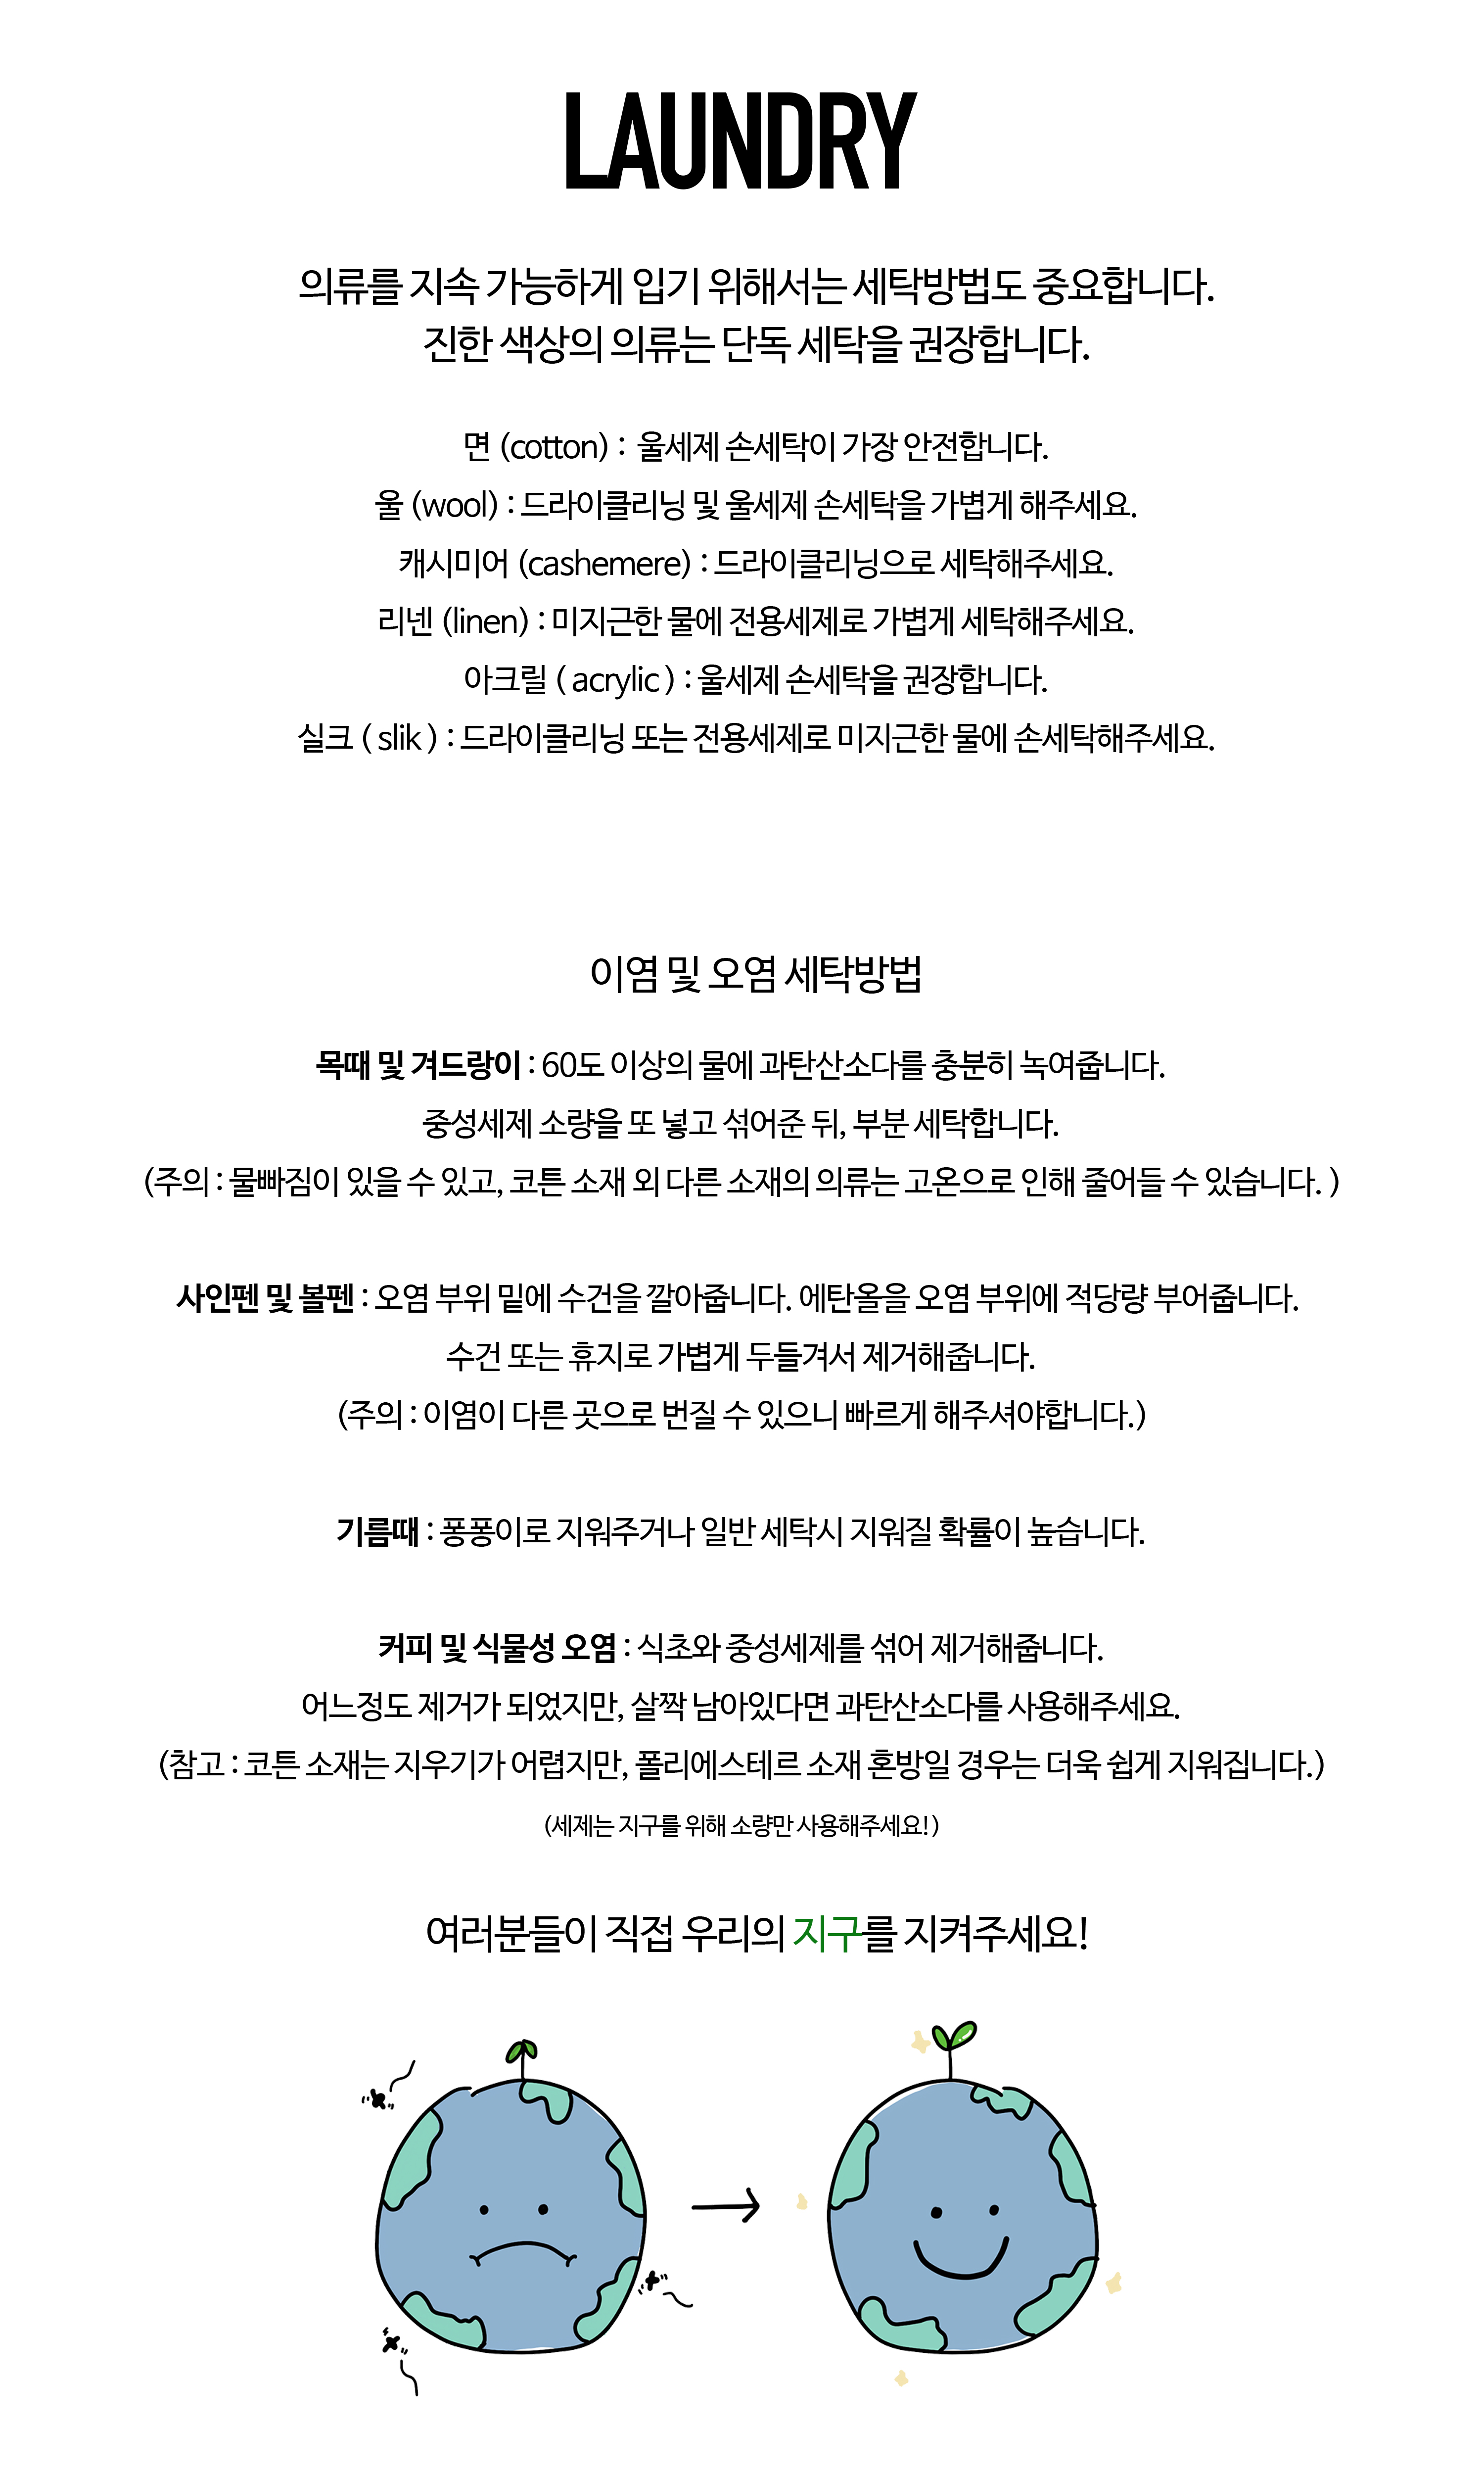 LAUNDRY
의류를 지속 가능하게 입기 위해서는 세탁방법도 중요합니다.
진한 색상의 의류는 단독 세탁을 권장합니다.
면 (cotton) : 울세제 손세탁이 가장 안전합니다.
울 (wool) : 드라이클리닝 및 울세제 손세탁을 가볍게 해주세요.
캐시미어 (cashemere) : 드라이클리닝으로 세탁해주세요.
리넨 (linen) : 미지근한 물에 전용세제로 가볍게 세탁해주세요.
아크릴 ( acrylic ) : 울세제 손세탁을 권장합니다.
실크 ( slik ) : 드라이클리닝 또는 전용세제로 미지근한 물에 손세탁해주세요.
이염 및 오염 세탁방법
목때 및 겨드랑이 : 60도 이상의 물에 과탄산소다를 충분히 녹여줍니다.
중성세제 소량을 또 넣고 섞어준 뒤, 부분 세탁합니다.
(주의 : 물빠짐이 있을 수 있고, 코튼 소재 외 다른 소재의 의류는 고온으로 인해 줄어들 수 있습니다. )
사인펜 및 볼펜 : 오염 부위 밑에 수건을 깔아줍니다. 에탄올을 오염 부위에 적당량 부어줍니다.
수건 또는 휴지로 가볍게 두들겨서 제거해줍니다.
(주의 : 이염이 다른 곳으로 번질 수 있으니 빠르게 해주셔야합니다.)
기름때 : 퐁퐁이로 지워주거나 일반 세탁시 지워질 확률이 높습니다.
커피 및 식물성 오염 : 식초와 중성세제를 섞어 제거해줍니다.
어느정도 제거가 되었지만, 살짝 남아있다면 과탄산소다를 사용해주세요.
(참고 : 코튼 소재는 지우기가 어렵지만, 폴리에스테르 소재 혼방일 경우는 더욱 쉽게 지워집니다.)
(세제는 지구를 위해 소량만 사용해주세요!)
여러분들이 직접 우리의 지구를 지켜주세요!